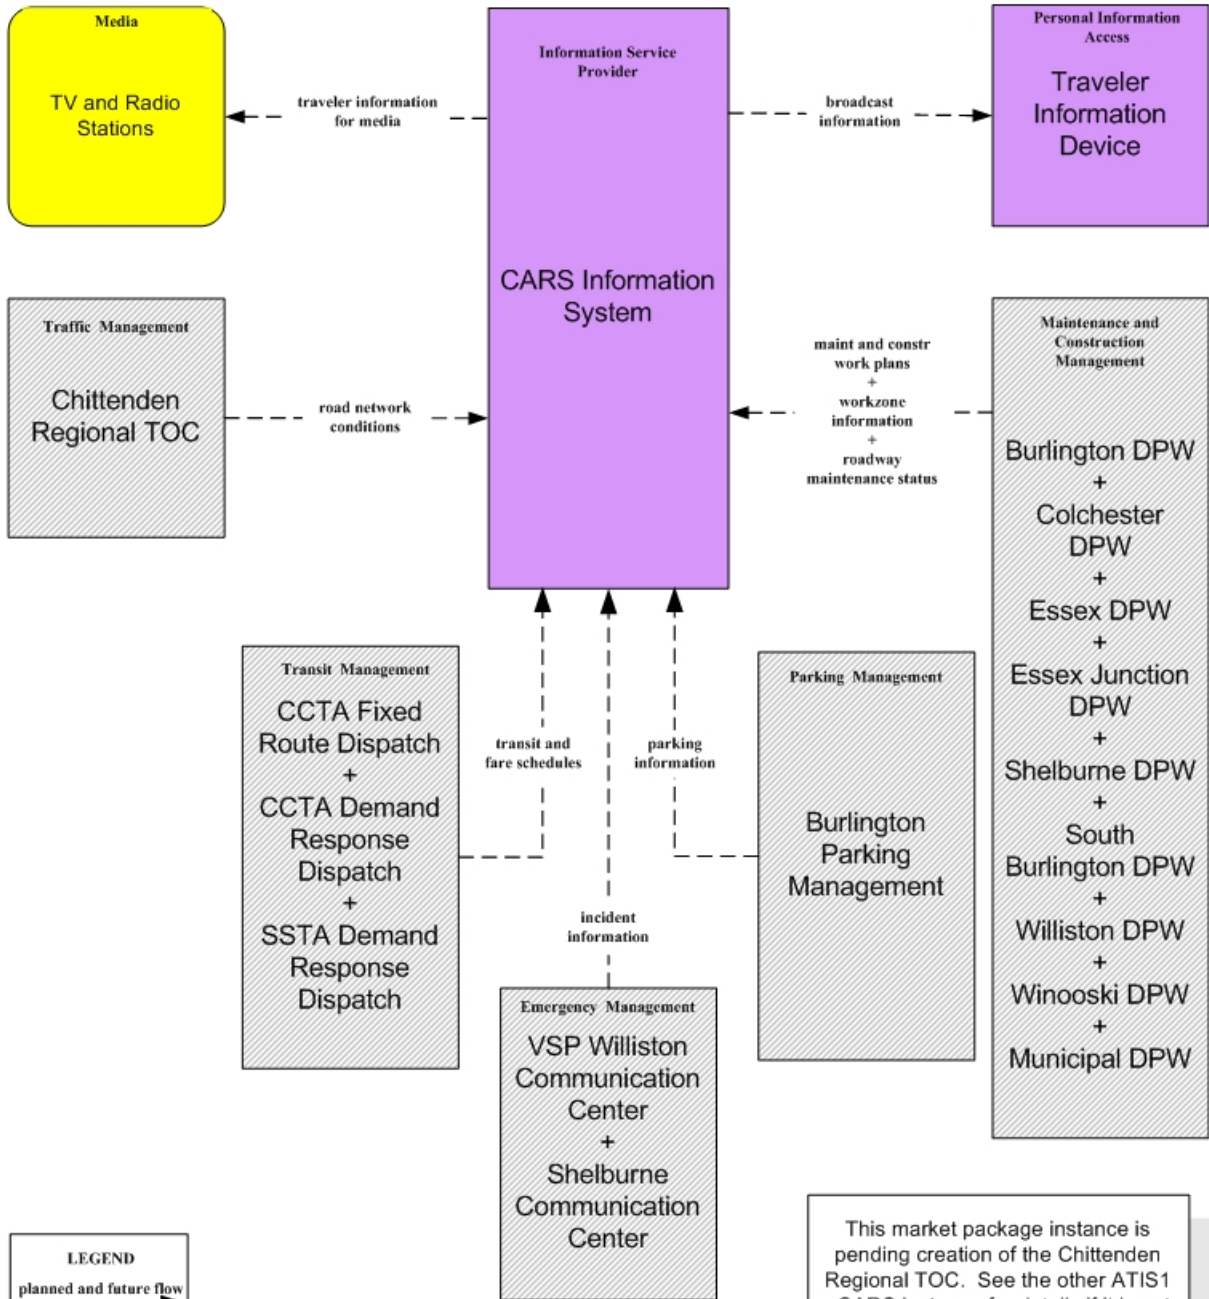 Media
TV and Radio
Stations
traveler information
for media
Information Service
Provider
CARS Information
System
broadcast
information
Personal Information
Access
Traveler
Information
Device
Traffic Management
Chittenden
Regional TOC
road network
conditions
maint and constr
work plans
+
workzone
information
+
roadway
maintenance status
Maintenance and
Construction
Management
Burlington DPW
+
Colchester
DPW
+
Essex DPW
+
Essex Junction
DPW
+
Shelburne DPW
+
South
Burlington DPW
+
Williston DPW
+
Winooski DPW
+
Municipal DPW
Transit Management
CCTA Fixed
Route Dispatch
+
CCTA Demand
Response
Dispatch
+
SSTA Demand
Response
Dispatch
transit and
fare schedules
parking
information
Parking Management
Burlington
Parking
Management
incident
information
Emergency Management
VSP Williston
Communication
Center
+
Shelburne
Communication
Center
LEGEND
planned and future flow
This market package instance is
pending creation of the Chittenden
Regional TOC. See the other ATIS1